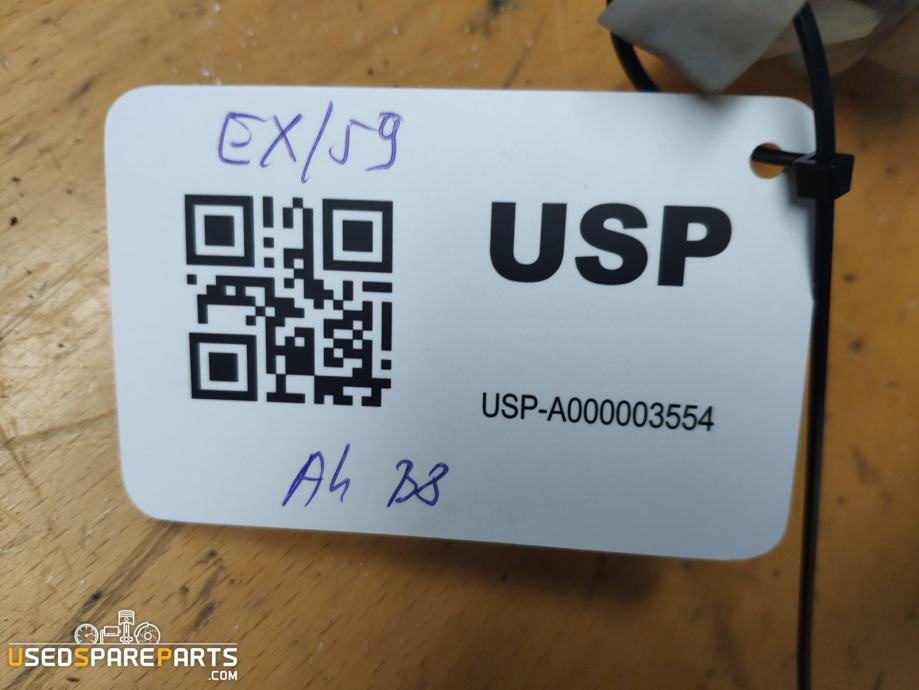 EX/59
USP
USP-A000003554
A4 B8
USEDSPAREPARTS
.COM